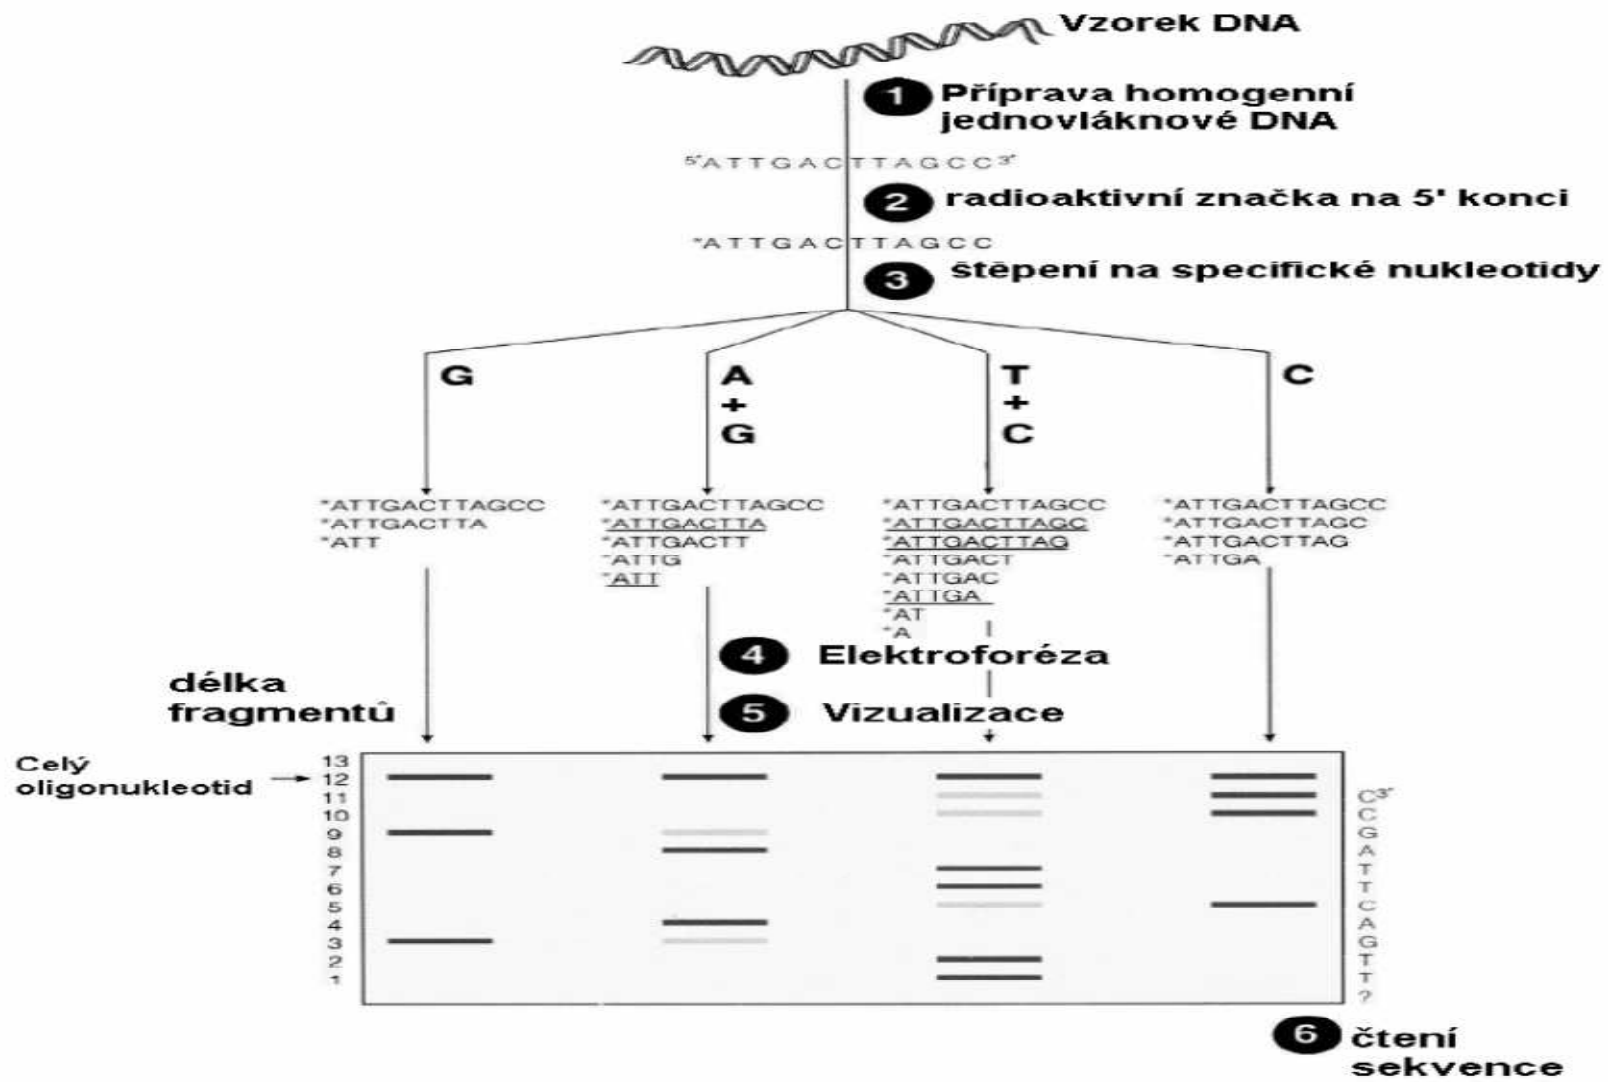 Vzorek DNA
1 Příprava homogenní
jednovláknové DNA
5'ATTGACTTAGCC3'
2 radioaktivní značka na 5' konci
*ATTGACTTAGCC
3 štěpení na specifické nukleotidy
G
A
+
G
T
+
C
C
*ATTGACTTAGCC
*ATTGACTTA
*ATT
*ATTGACTTAGCC
*ATTGACTTA
*ATTGACTT
*ATTG
*ATT
*ATTGACTTAGCC
*ATTGACTTAGC
*ATTGACTTAG
*ATTGACT
*ATTGAC
*ATTGA
*AT
*A
*ATTGACTTAGCC
*ATTGACTTAGC
*ATTGACTTAG
*ATTGA
4 Elektroforéza
5 Vizualizace
délka
fragmentů
Celý
oligonukleotid
13
12
11
10
9
8
7
6
5
4
3
2
1
C3'
C
G
A
T
T
C
A
G
T
T
?
6 čtení
sekvence